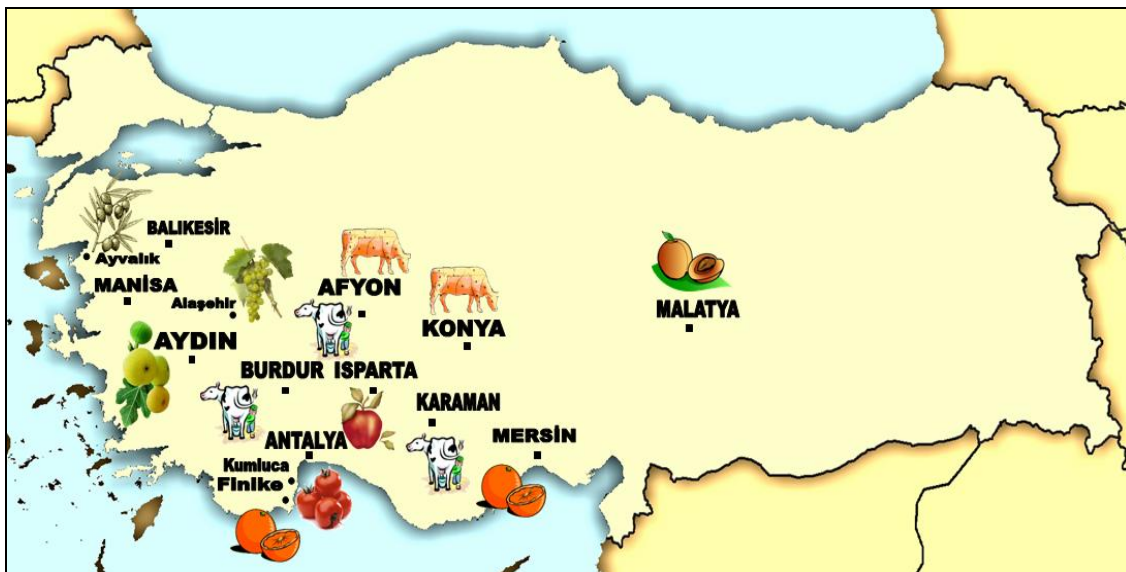 BALIKESİR
Ayvalık
MANİSA
Alaşehir
AFYON
KONYA
MALATYA
AYDIN
BURDUR ISPARTA
KARAMAN
ANTALYA
MERSİN
Kumluca
Finike